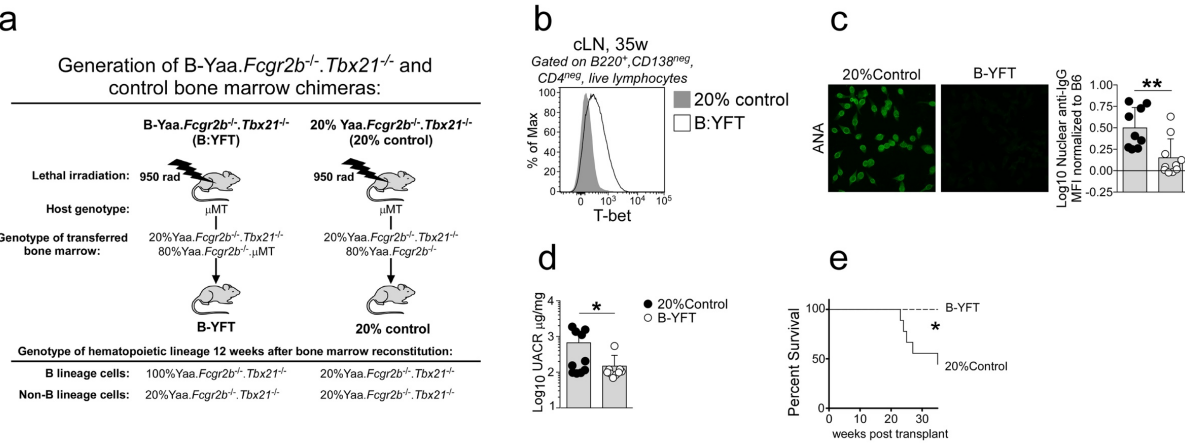 a
Generation of B-Yaa.Fcgr2b-/-.Tbx21-/- and
control bone marrow chimeras:
B-Yaa.Fcgr2b-/-.Tbx21-/-
(B:YFT)
20% Yaa.Fcgr2b-/-.Tbx21-/-
(20% control)
Lethal irradiation:
950 rad
950 rad
Host genotype:
μMT
μMT
Genotype of transferred
bone marrow:
20%Yaa.Fcgr2b-/-.Tbx21-/-
80%Yaa.Fcgr2b-/-.μMT
20%Yaa.Fcgr2b-/-.Tbx21-/-
80%Yaa.Fcgr2b-/-
B-YFT
20% control
Genotype of hematopoietic lineage 12 weeks after bone marrow reconstitution:
B lineage cells:
100%Yaa.Fcgr2b-/-.Tbx21-/-
20%Yaa.Fcgr2b-/-.Tbx21-/-
Non-B lineage cells:
20%Yaa.Fcgr2b-/-.Tbx21-/-
20%Yaa.Fcgr2b-/-.Tbx21-/-
b
cLN, 35w
Gated on B220+,CD138neg,
CD4neg, live lymphocytes
% of Max
100
80
60
40
20
0
0 10³ 10⁴ 10⁵
T-bet
20% control
B:YFT
c
20%Control
B-YFT
ANA
Log10 Nuclear anti-IgG
MFI normalized to B6
1.00
0.75
0.50
0.25
0.00
-0.25
**
d
Log10 UACR μg/mg
4
3
2
1
*
20%Control
B-YFT
e
Percent Survival
100
50
0
B-YFT
*
20%Control
0 10 20 30
weeks post transplant